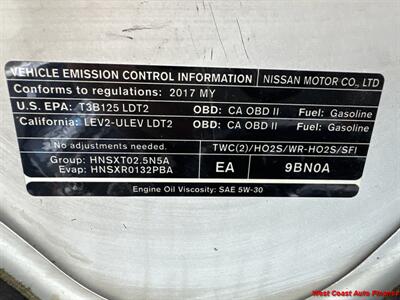 VEHICLE EMISSION CONTROL INFORMATION NISSAN MOTOR CO., LTD
Conforms to regulations: 2017 MY
U.S. EPA: T3B125 LDT2 OBD: CA OBD II Fuel: Gasoline
California: LEV2-ULEV LDT2 OBD: CA OBD II Fuel: Gasoline
No adjustments needed. TWC(2)/HO2S/WR-HO2S/SFI
Group: HNSXT02.5N5A EA 9BN0A
Evap: HNSXR0132PBA
Engine Oil Viscosity: SAE 5W-30
West Coast Auto Finance